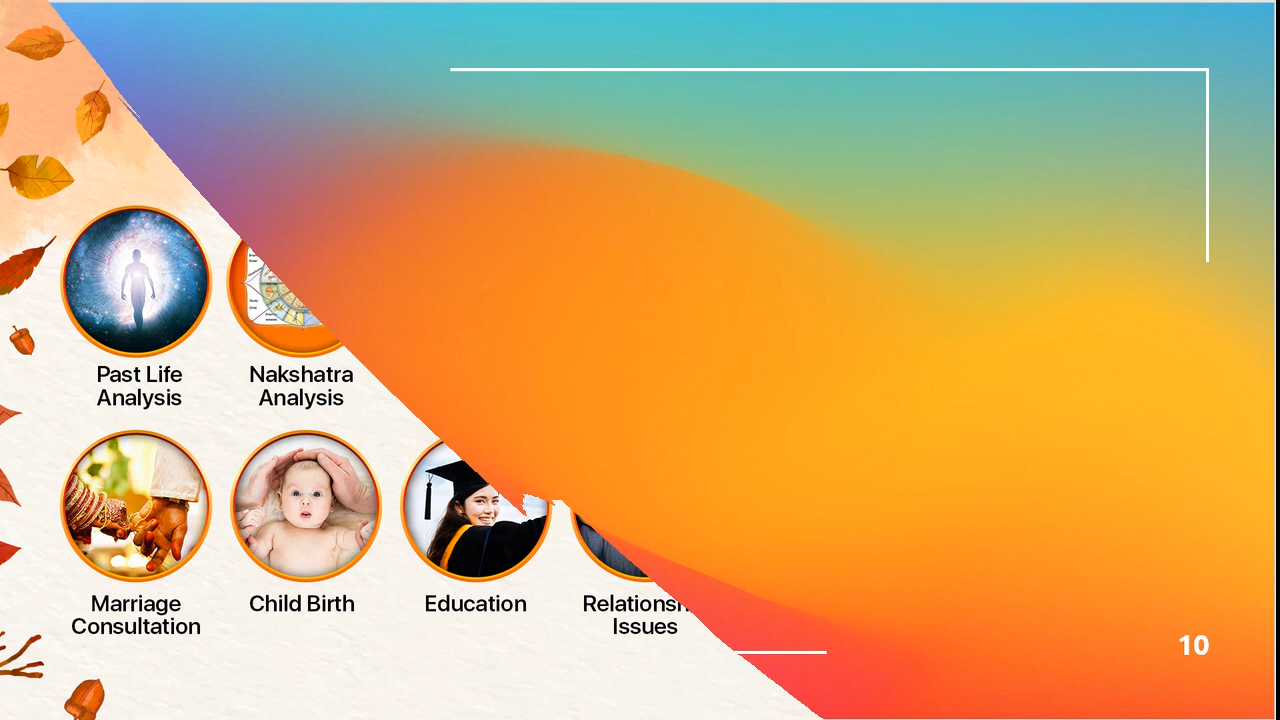 Past Life
Analysis
Nakshatra
Analysis
Marriage
Consultation
Child Birth
Education
Issues
10